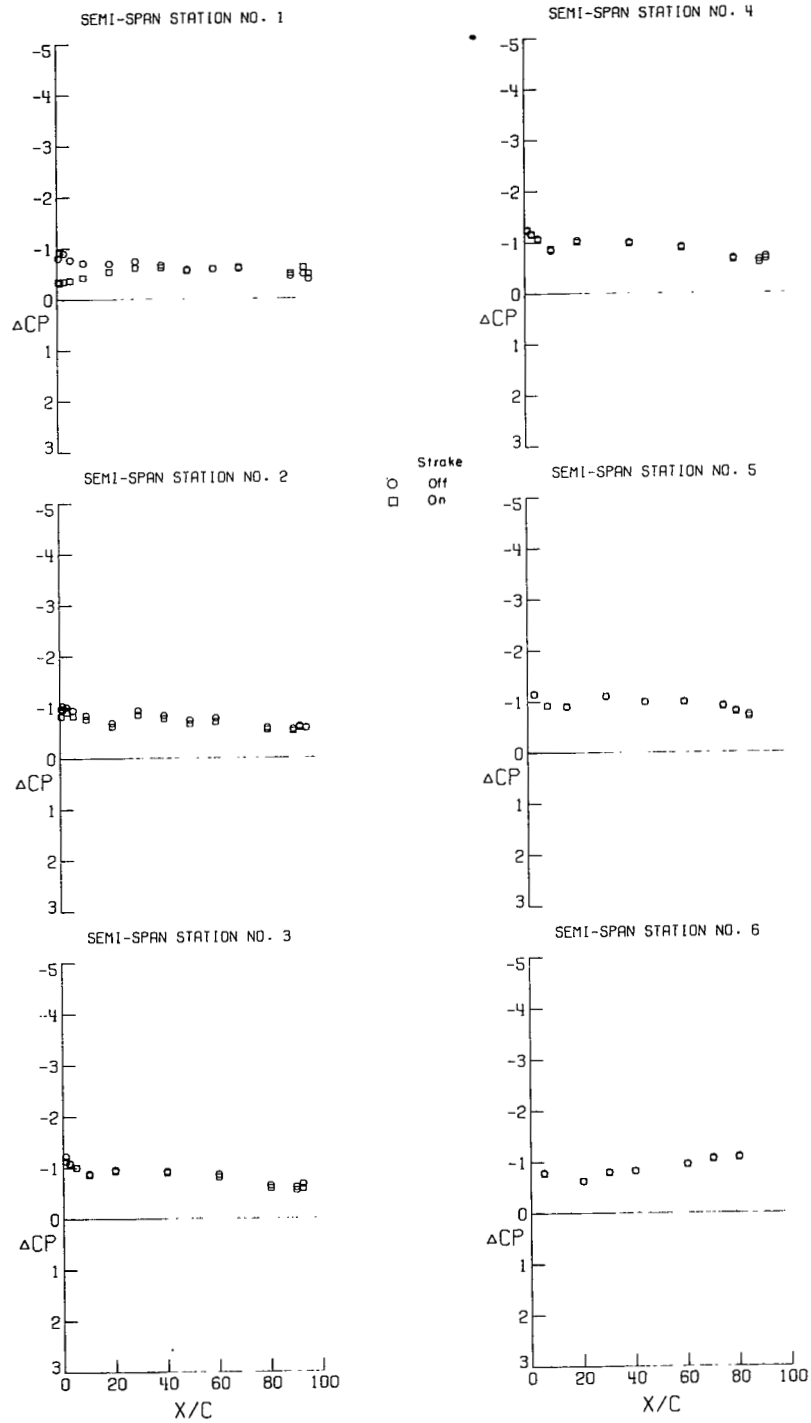 SEMI-SPAN STATION NO. 1
-5
-4
-3
-2
-1
0
ΔCP
1
2
3
SEMI-SPAN STATION NO. 4
-5
-4
-3
-2
-1
0
ΔCP
1
2
3
Strake
Off
On
SEMI-SPAN STATION NO. 2
-5
-4
-3
-2
-1
0
ΔCP
1
2
3
SEMI-SPAN STATION NO. 5
-5
-4
-3
-2
-1
0
ΔCP
1
2
3
SEMI-SPAN STATION NO. 3
-5
-4
-3
-2
-1
0
ΔCP
1
2
3
0 20 40 60 80 100
X/C
SEMI-SPAN STATION NO. 6
-5
-4
-3
-2
-1
0
ΔCP
1
2
3
0 20 40 60 80 100
X/C